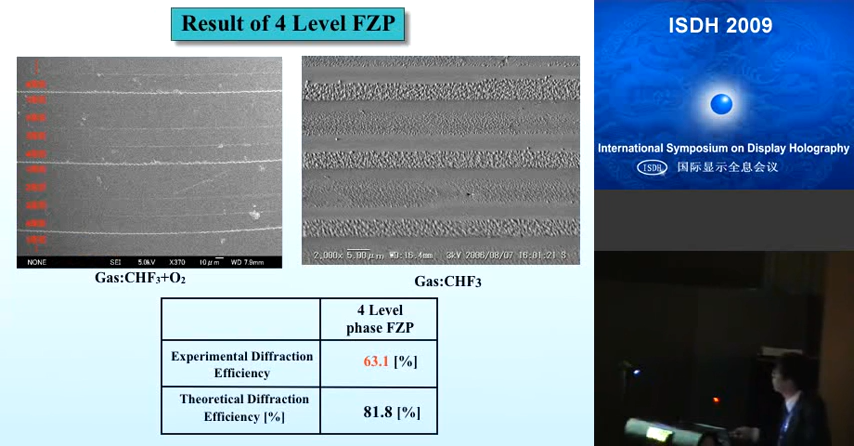 Result of 4 Level FZP
NONE SEI 5.0kV X370 10μm WD 7.9mm
2,000x 5.00μm WD:16.4mm 3kV 2006/08/07 16:01:21 S
Gas:CHF3+O2
Gas:CHF3
4 Level
phase FZP
Experimental Diffraction
Efficiency
63.1 [%]
Theoretical Diffraction
Efficiency [%]
81.8 [%]
ISDH 2009
International Symposium on Display Holography
ISDH 国际显示全息会议